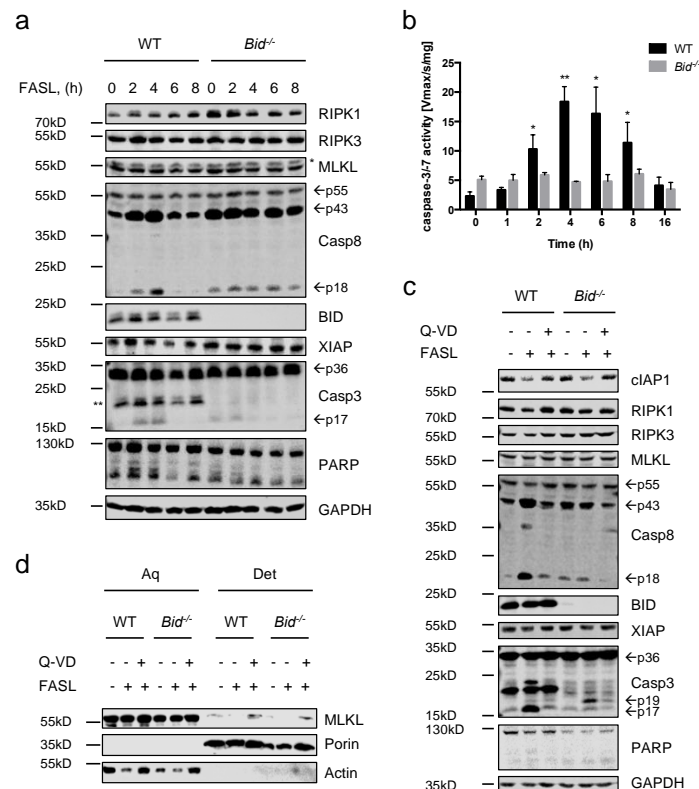 a
WT Bid-/-
FASL, (h) 0 2 4 6 8 0 2 4 6 8
RIPK1
70kD
55kD
RIPK3
55kD
*
MLKL
55kD
←p55
←p43
35kD
Casp8
25kD
←p18
25kD
BID
55kD
XIAP
35kD
←p36
25kD
Casp3
**
←p17
15kD
130kD
PARP
35kD
GAPDH
b
WT
Bid-/-
caspase-3/-7 activity [Vmax/s/mg]
25
20
15
10
5
0
* ** * *
0 1 2 4 6 8 16
Time (h)
c
WT Bid-/-
Q-VD - - + - - +
FASL - + + - + +
cIAP1
55kD
RIPK1
70kD
RIPK3
55kD
MLKL
55kD
←p55
55kD
←p43
35kD
Casp8
25kD
←p18
25kD
BID
55kD
XIAP
35kD
←p36
25kD
Casp3
←p19
←p17
15kD
130kD
PARP
GAPDH
35kD
d
Aq Det
WT Bid-/- WT Bid-/-
Q-VD - - + - - + - - + - - +
FASL - + + - + + - + + - + +
MLKL
55kD
35kD
Porin
55kD
Actin